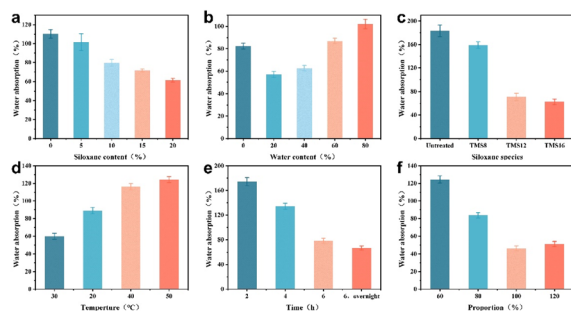 a
Water absorption (%)
120
100
80
60
40
20
0
0 5 10 15 20
Siloxane content (%)
b
Water absorption (%)
100
80
60
40
20
0
0 20 40 60 80
Water content (%)
c
Water absorption (%)
200
160
120
80
40
0
Untreated TMS8 TMS12 TMS16
Siloxane species
d
Water absorption (%)
140
120
100
80
60
40
20
0
30 20 40 50
Temperture (°C)
e
Water absorption (%)
200
160
120
80
40
0
2 4 6 6, overnight
Time (h)
f
Water absorption (%)
140
120
100
80
60
40
20
0
60 80 100 120
Proportion (%)